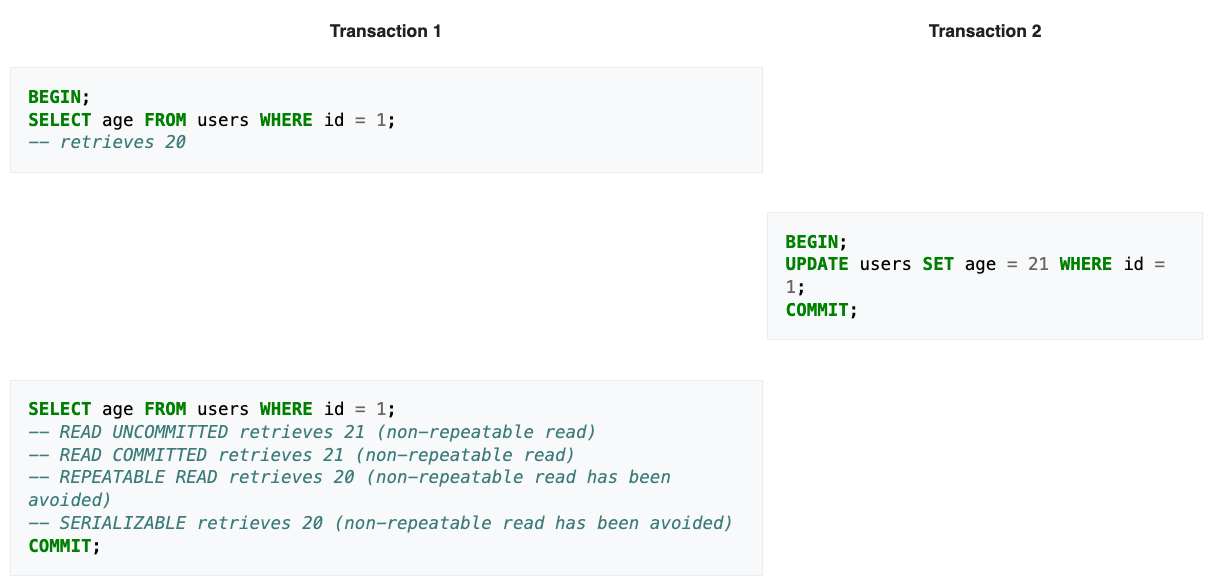 Transaction 1
Transaction 2
BEGIN;
SELECT age FROM users WHERE id = 1;
-- retrieves 20
BEGIN;
UPDATE users SET age = 21 WHERE id =
1;
COMMIT;
SELECT age FROM users WHERE id = 1;
-- READ UNCOMMITTED retrieves 21 (non-repeatable read)
-- READ COMMITTED retrieves 21 (non-repeatable read)
-- REPEATABLE READ retrieves 20 (non-repeatable read has been
avoided)
-- SERIALIZABLE retrieves 20 (non-repeatable read has been avoided)
COMMIT;